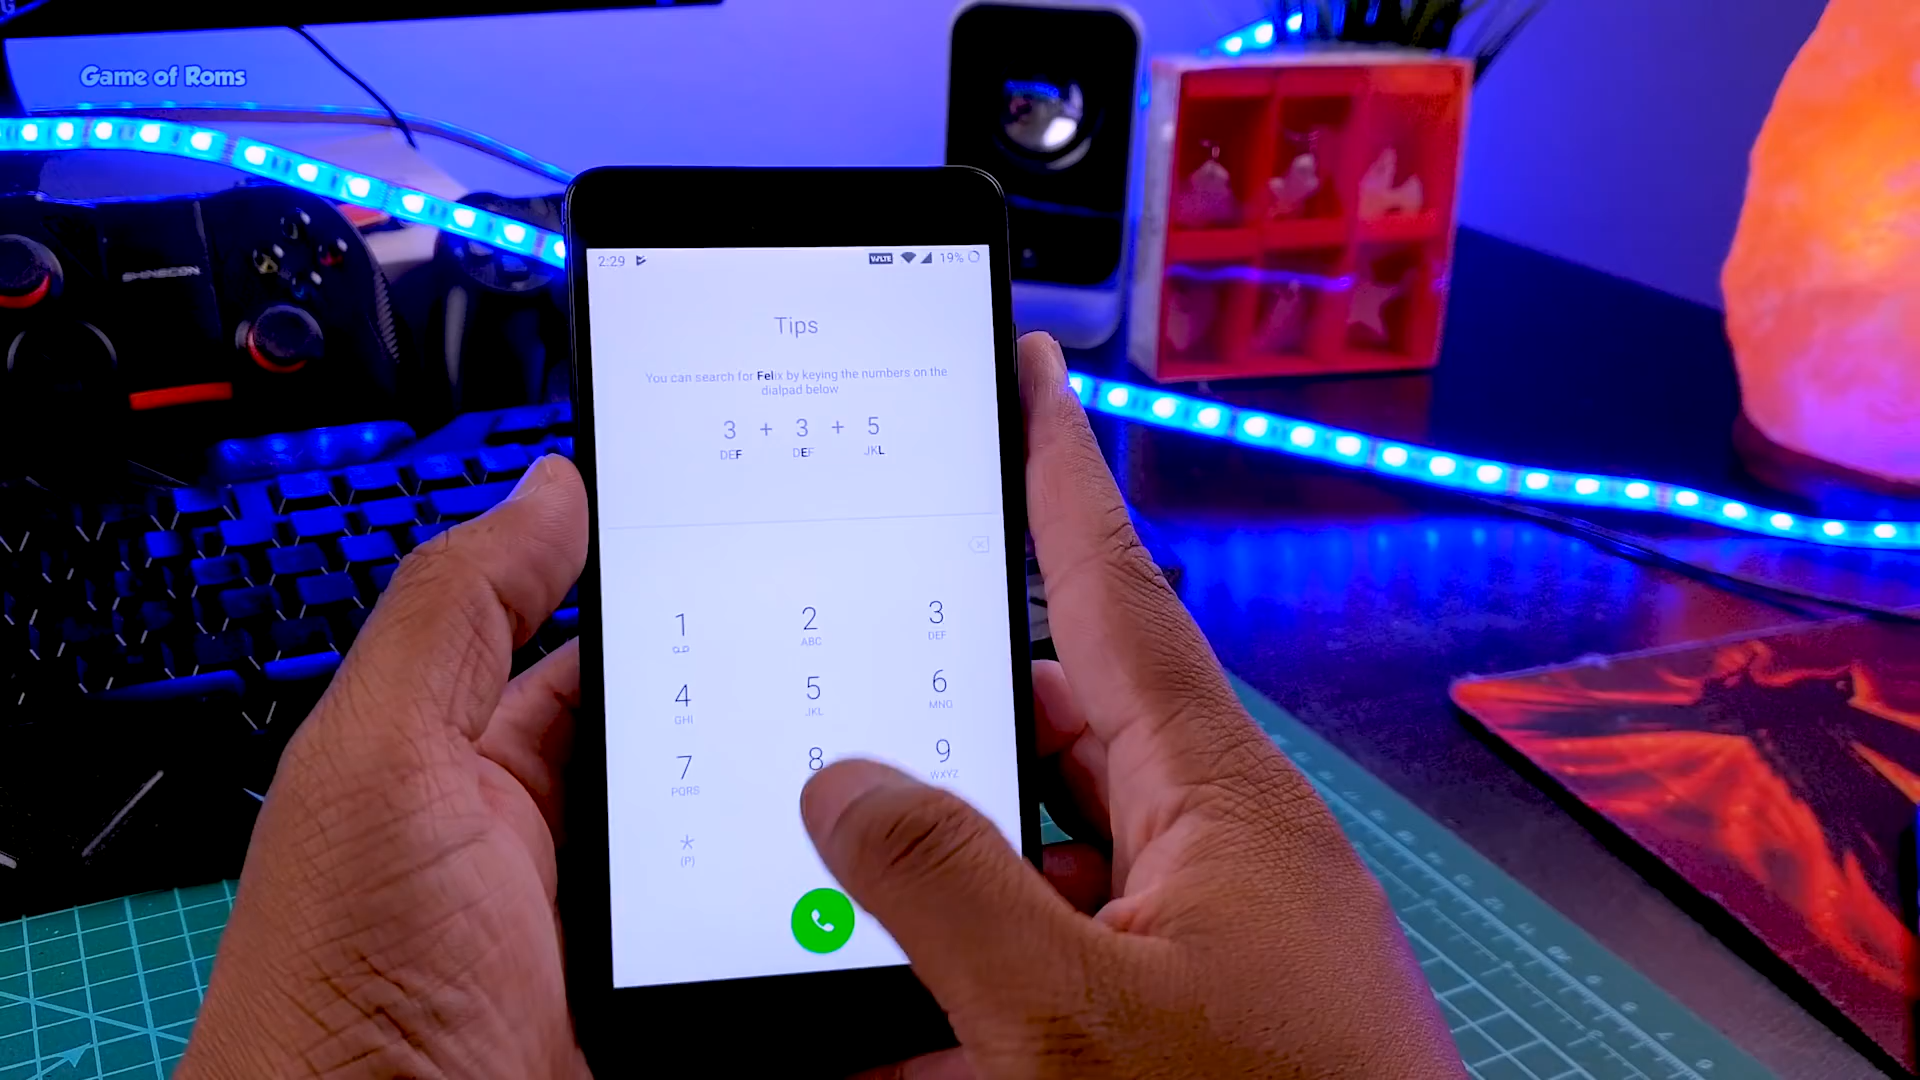 Game of Roms
SHINECON
2:29
VoLTE
19%
Tips
You can search for Felix by keying the numbers on the
dialpad below
3 + 3 + 5
DEF DEF JKL
1 2 3
ABC DEF
4 5 6
GHI JKL MNO
7 8 9
PQRS WXYZ
*
(P)